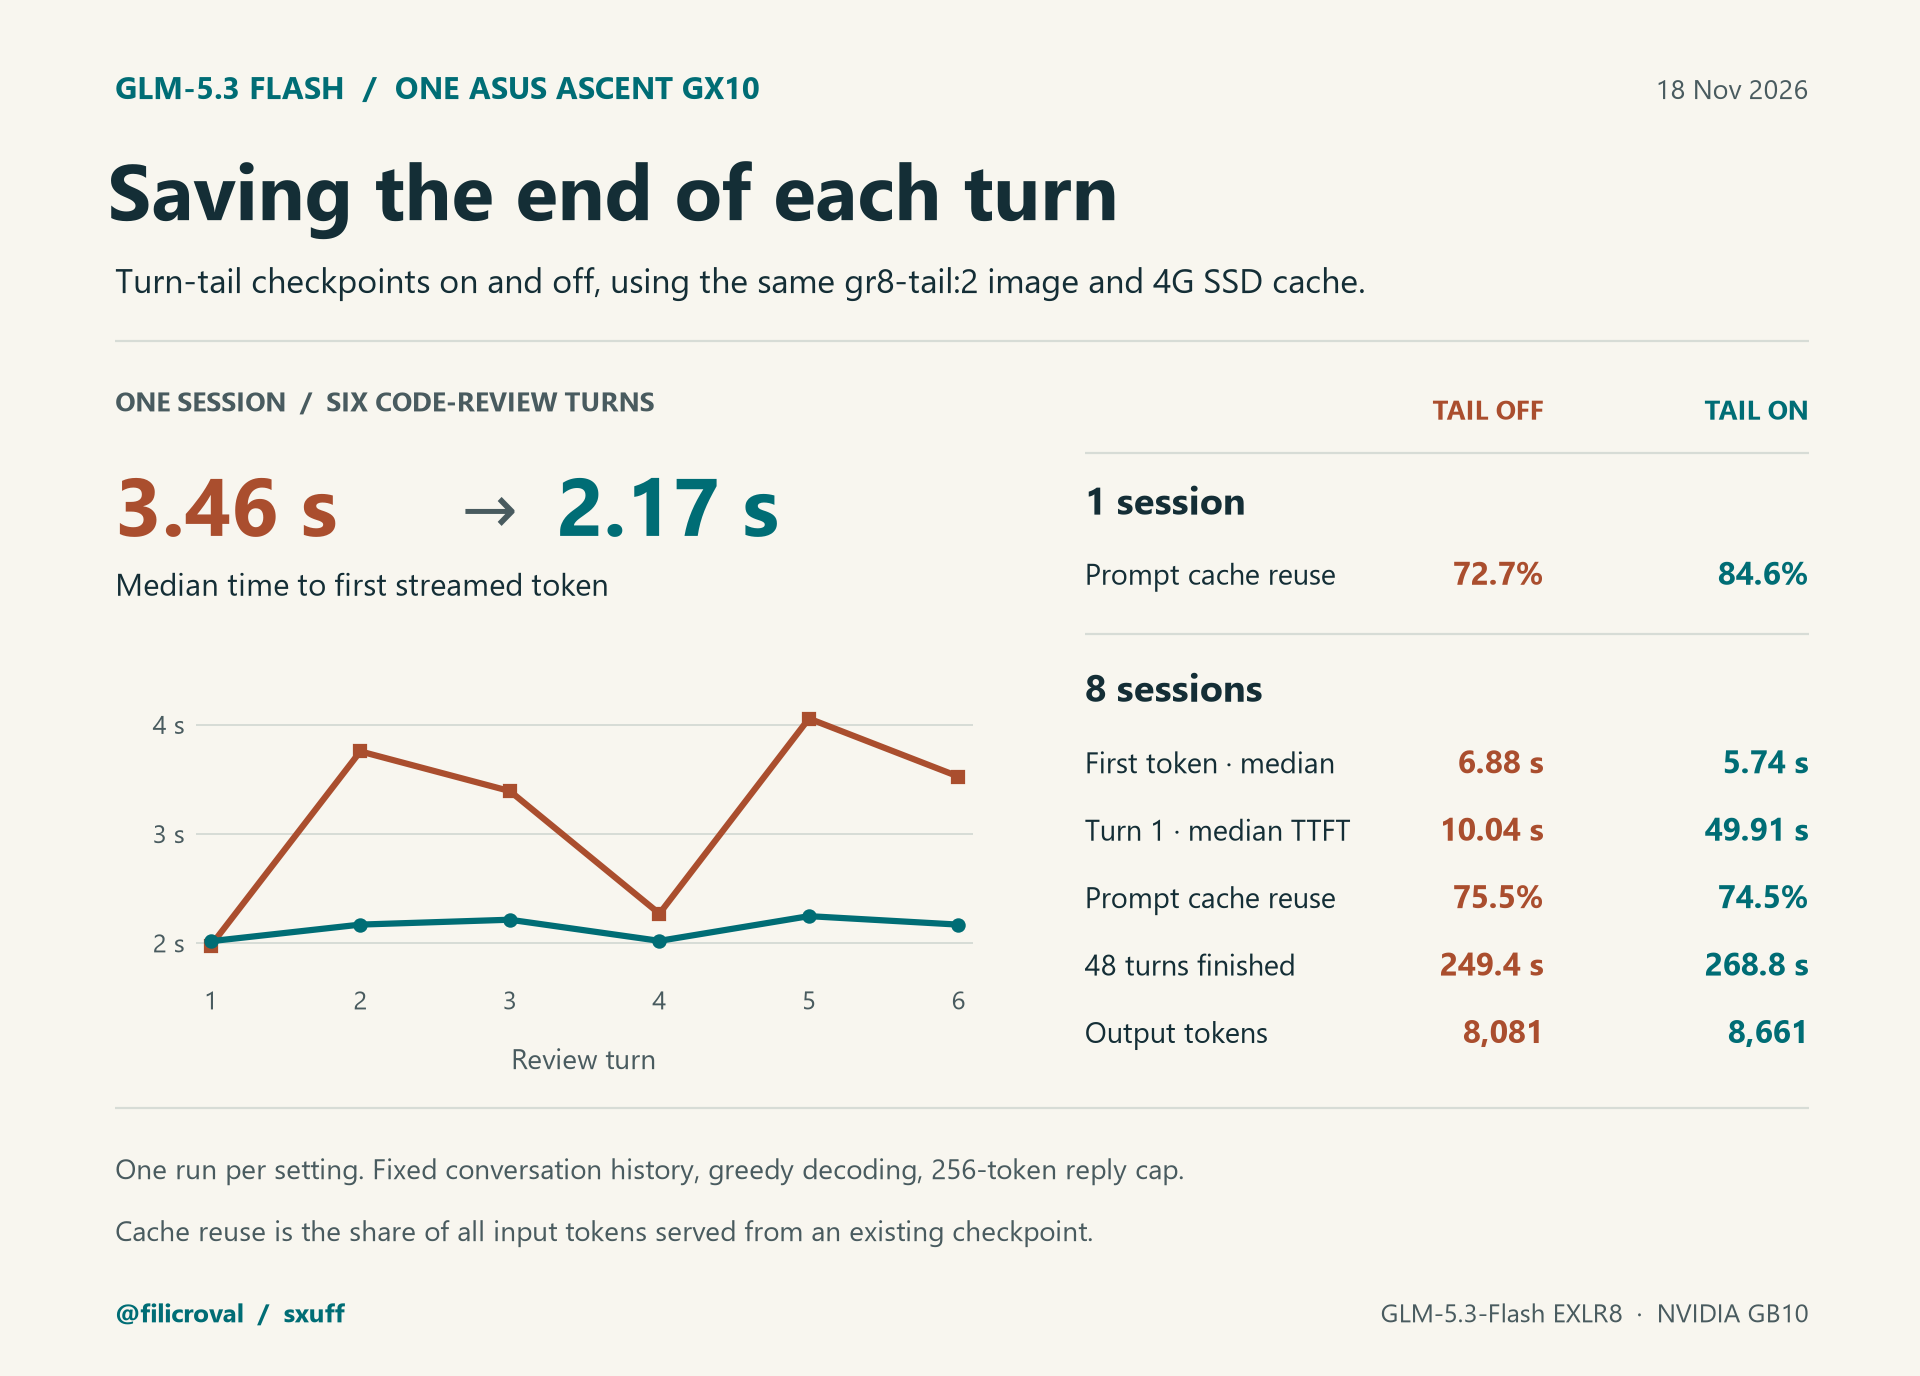 GLM-5.3 FLASH / ONE ASUS ASCENT GX10
18 Nov 2026
Saving the end of each turn
Turn-tail checkpoints on and off, using the same gr8-tail:2 image and 4G SSD cache.
ONE SESSION / SIX CODE-REVIEW TURNS
3.46 s → 2.17 s
Median time to first streamed token
4 s
3 s
2 s
1 2 3 4 5 6
Review turn
TAIL OFF TAIL ON
1 session
Prompt cache reuse 72.7% 84.6%
8 sessions
First token · median 6.88 s 5.74 s
Turn 1 · median TTFT 10.04 s 49.91 s
Prompt cache reuse 75.5% 74.5%
48 turns finished 249.4 s 268.8 s
Output tokens 8,081 8,661
One run per setting. Fixed conversation history, greedy decoding, 256-token reply cap.
Cache reuse is the share of all input tokens served from an existing checkpoint.
@filicroval / sxuff
GLM-5.3-Flash EXLR8 · NVIDIA GB10